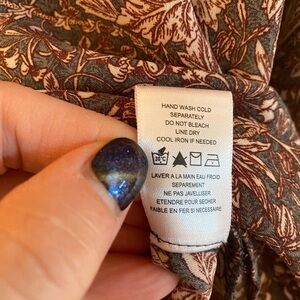 HAND WASH COLD
SEPARATELY
DO NOT BLEACH
LINE DRY
COOL IRON IF NEEDED
30°C
LAVER A LA MAIN EAU FROID
SEPAREMENT
NE PAS JAVELLISER
ETENDRE POUR SECHER
FAIBLE EN FER SI NECESSAIRE